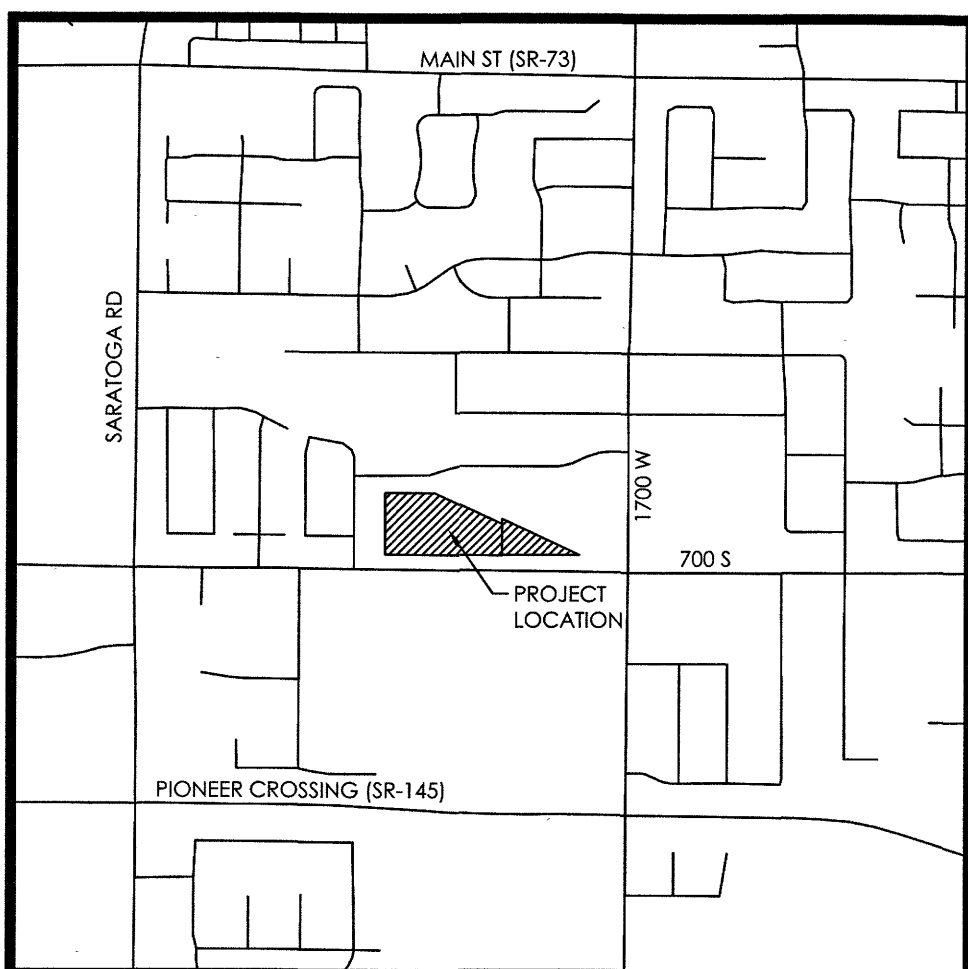 MAIN ST (SR-73)
SARATOGA RD
1700 W
700 S
PROJECT
LOCATION
PIONEER CROSSING (SR-145)